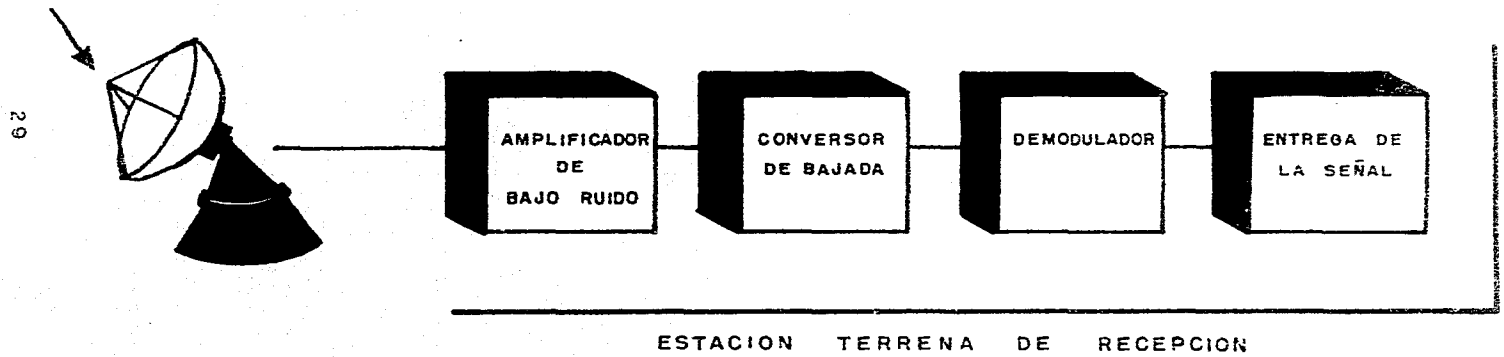 29
AMPLIFICADOR
DE
BAJO RUIDO
CONVERSOR
DE BAJADA
DEMODULADOR
ENTREGA DE
LA SEÑAL
ESTACION TERRENA DE RECEPCION